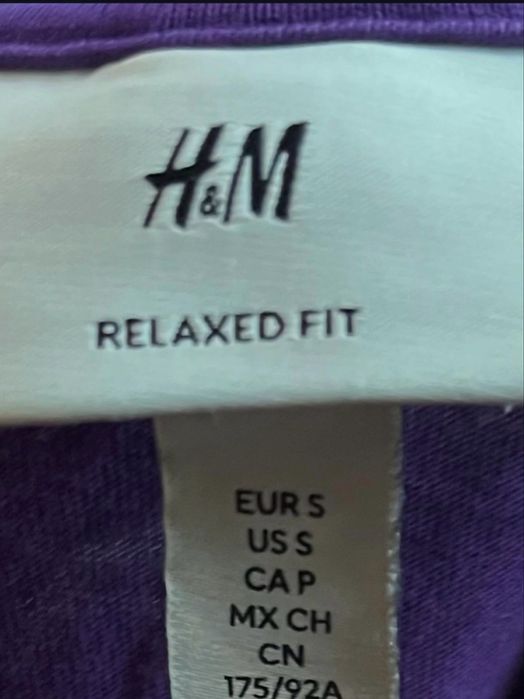 H&M
RELAXED FIT
EUR S
US S
CA P
MX CH
CN
175/92A